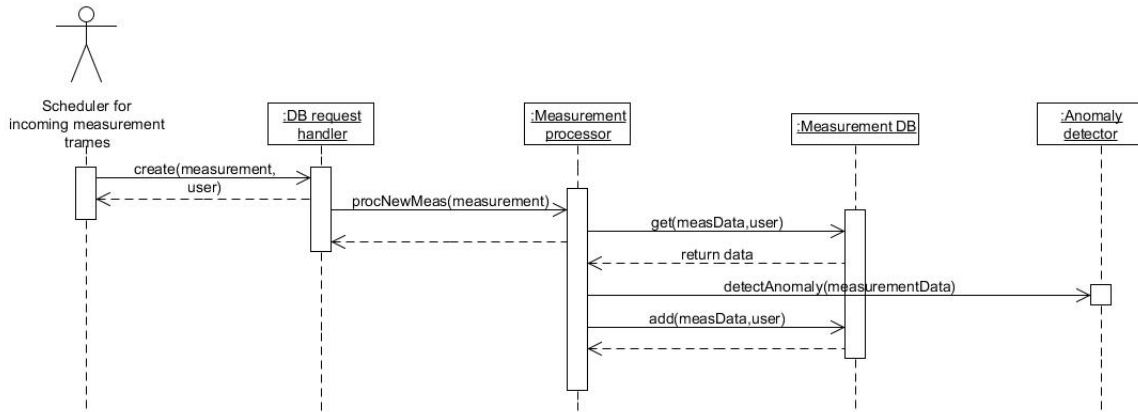 Scheduler for
incoming measurement
trames
:DB request
handler
:Measurement
processor
:Measurement DB
:Anomaly
detector
create(measurement,
user)
procNewMeas(measurement)
get(measData,user)
return data
detectAnomaly(measurementData)
add(measData,user)